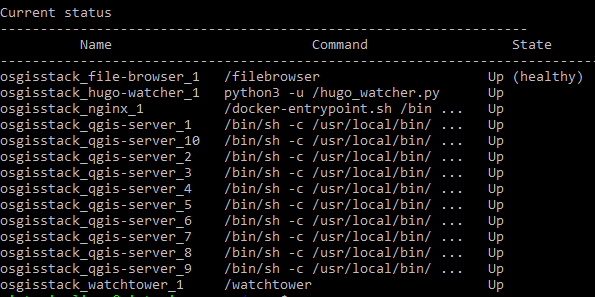 Current status
------------------------------------------------------------------
Name Command State
--------------------------------------------------------------------------
osgisstack_file-browser_1 /filebrowser Up (healthy)
osgisstack_hugo-watcher_1 python3 -u /hugo_watcher.py Up
osgisstack_nginx_1 /docker-entrypoint.sh /bin ... Up
osgisstack_qgis-server_1 /bin/sh -c /usr/local/bin/ ... Up
osgisstack_qgis-server_10 /bin/sh -c /usr/local/bin/ ... Up
osgisstack_qgis-server_2 /bin/sh -c /usr/local/bin/ ... Up
osgisstack_qgis-server_3 /bin/sh -c /usr/local/bin/ ... Up
osgisstack_qgis-server_4 /bin/sh -c /usr/local/bin/ ... Up
osgisstack_qgis-server_5 /bin/sh -c /usr/local/bin/ ... Up
osgisstack_qgis-server_6 /bin/sh -c /usr/local/bin/ ... Up
osgisstack_qgis-server_7 /bin/sh -c /usr/local/bin/ ... Up
osgisstack_qgis-server_8 /bin/sh -c /usr/local/bin/ ... Up
osgisstack_qgis-server_9 /bin/sh -c /usr/local/bin/ ... Up
osgisstack_watchtower_1 /watchtower Up